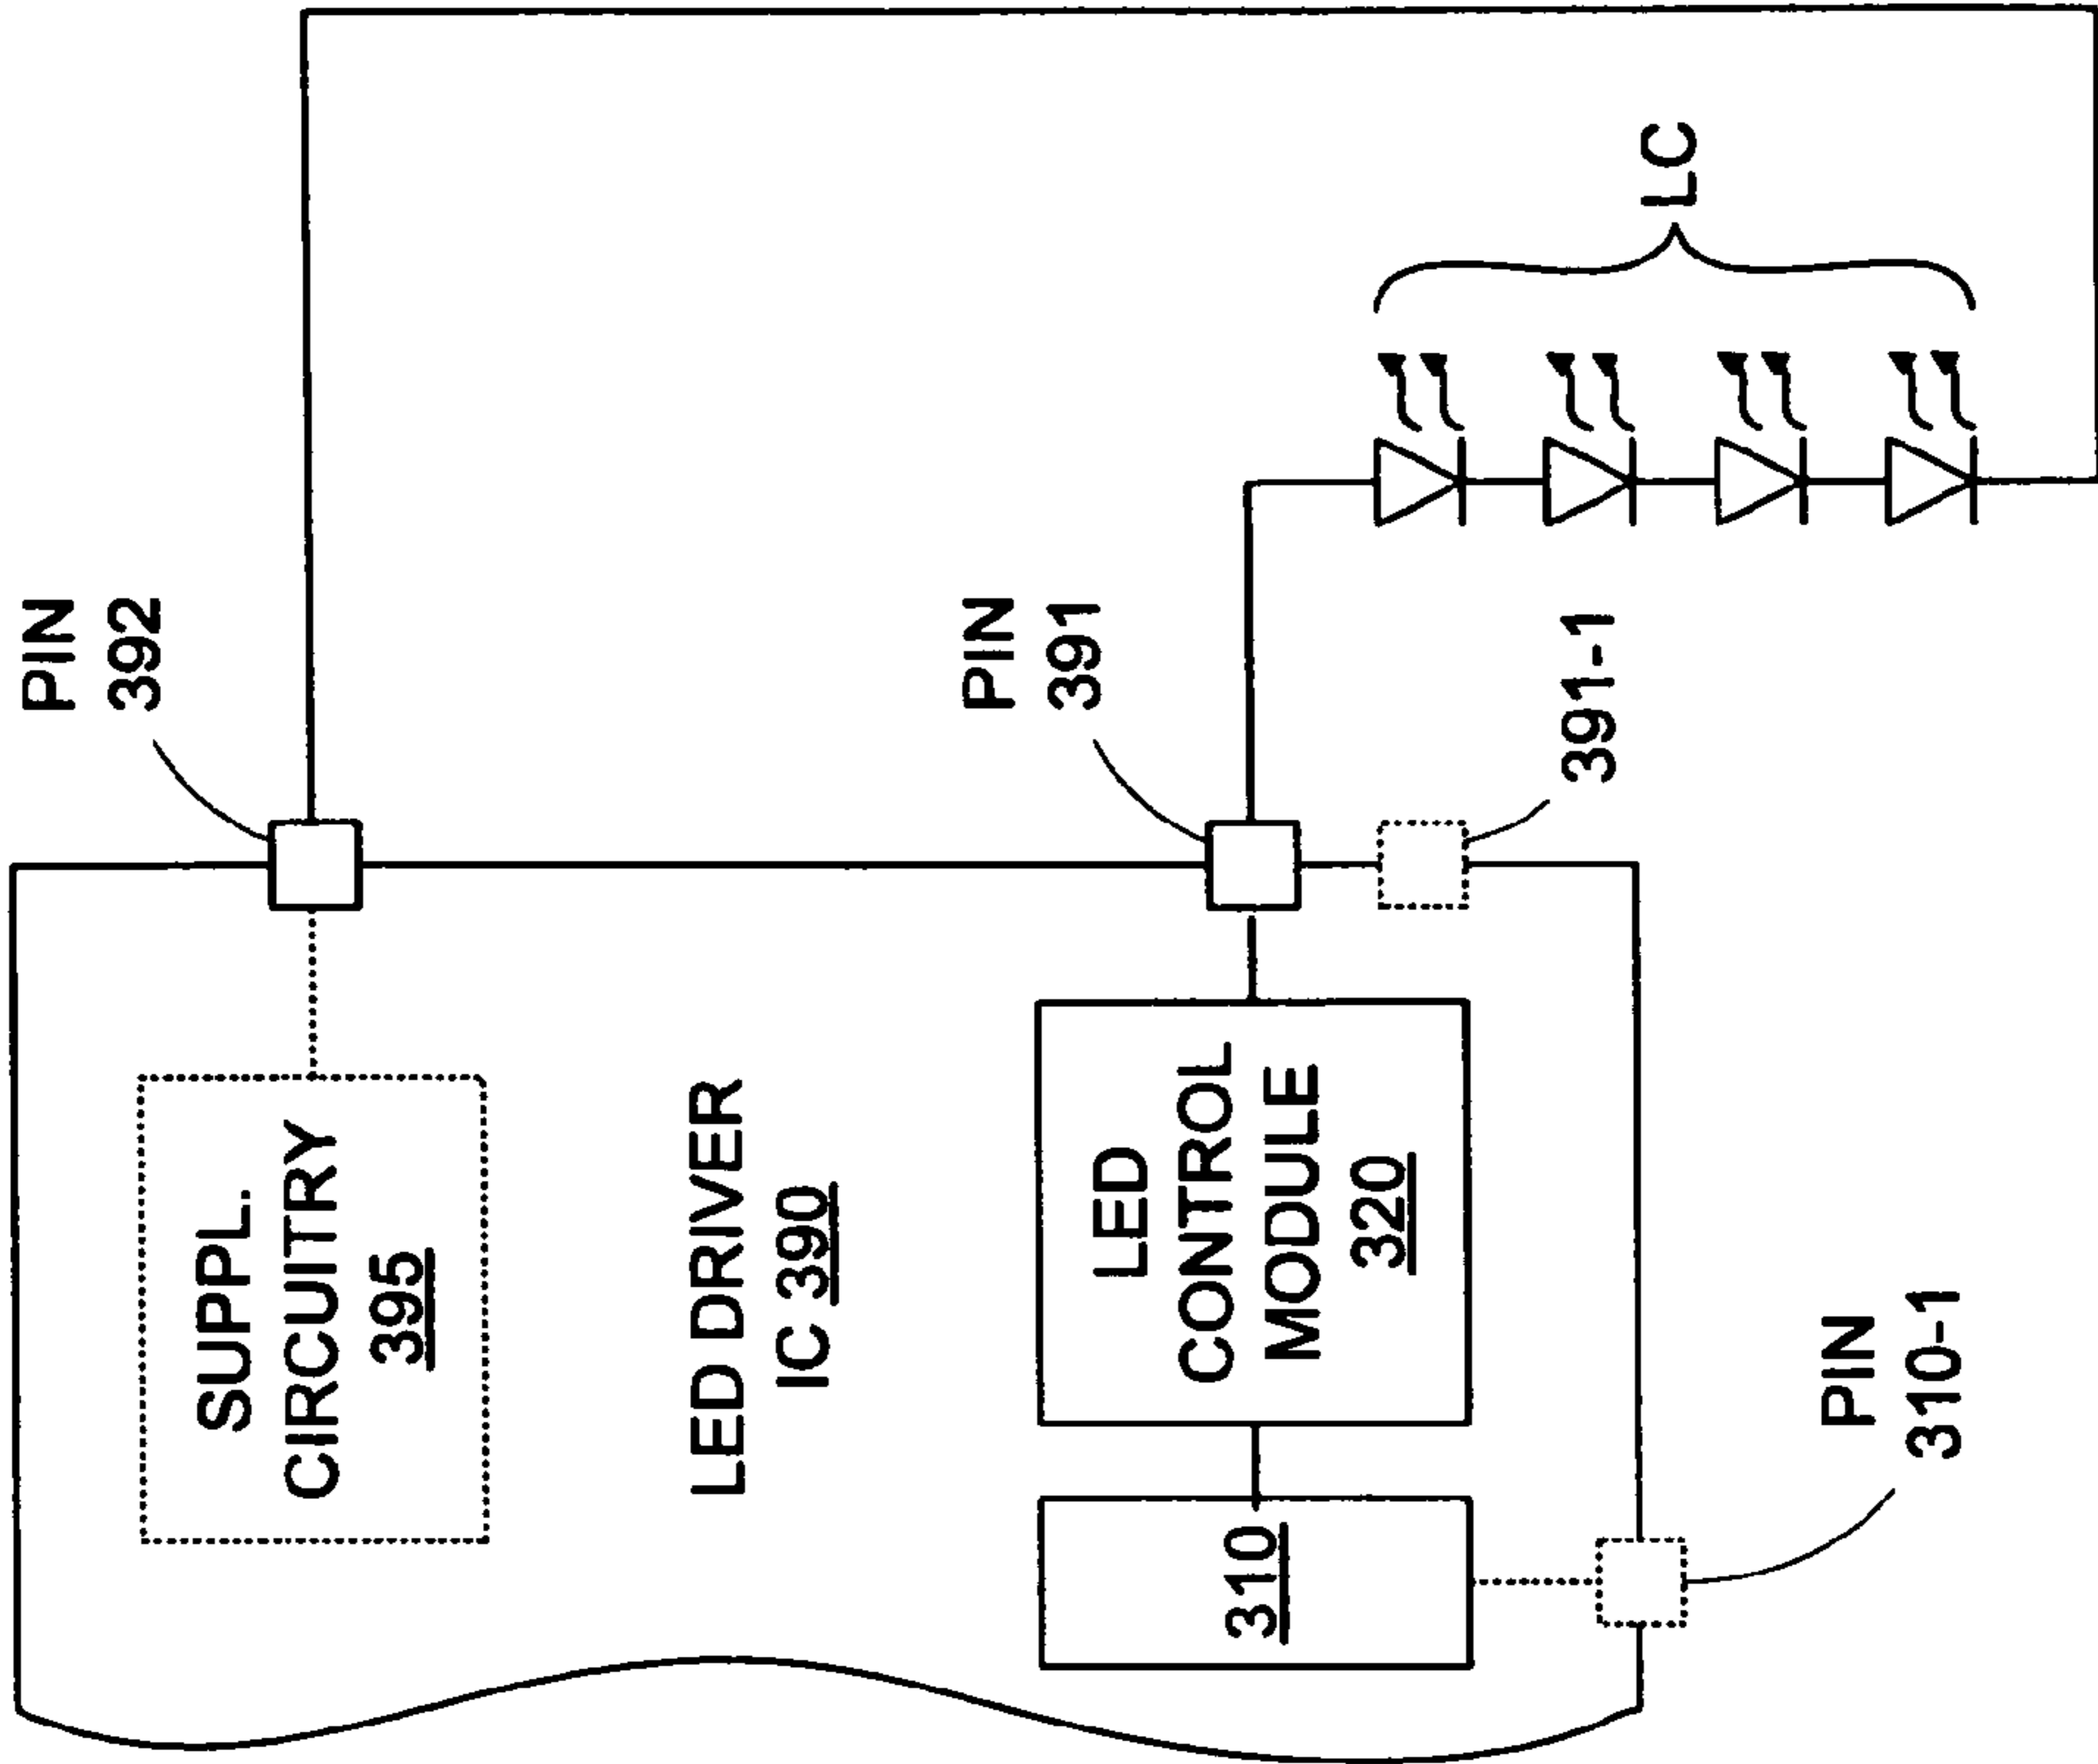 PIN
392
SUPPL.
CIRCUITRY
395
LED DRIVER
IC 390
PIN
391
LED
CONTROL
MODULE
320
310
391-1
LC
PIN
310-1